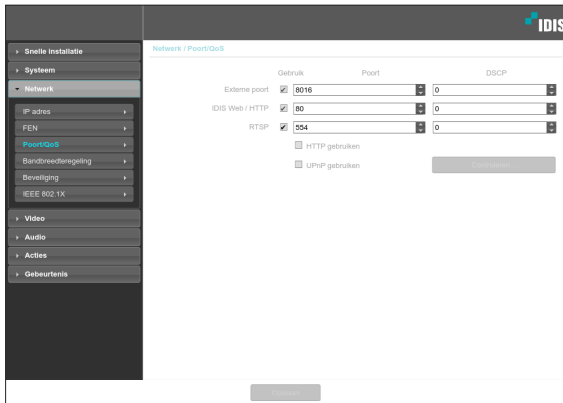 IDIS
Snelle installatie
Systeem
Netwerk
IP adres
FEN
Poort/QoS
Bandbreedteregeling
Beveiliging
IEEE 802.1X
Video
Audio
Acties
Gebeurtenis
Netwerk / Poort/QoS
Gebruik Poort DSCP
Externe poort 8016 0
IDIS Web / HTTP 80 0
RTSP 554 0
HTTP gebruiken
UPnP gebruiken Controleren
Opslaan